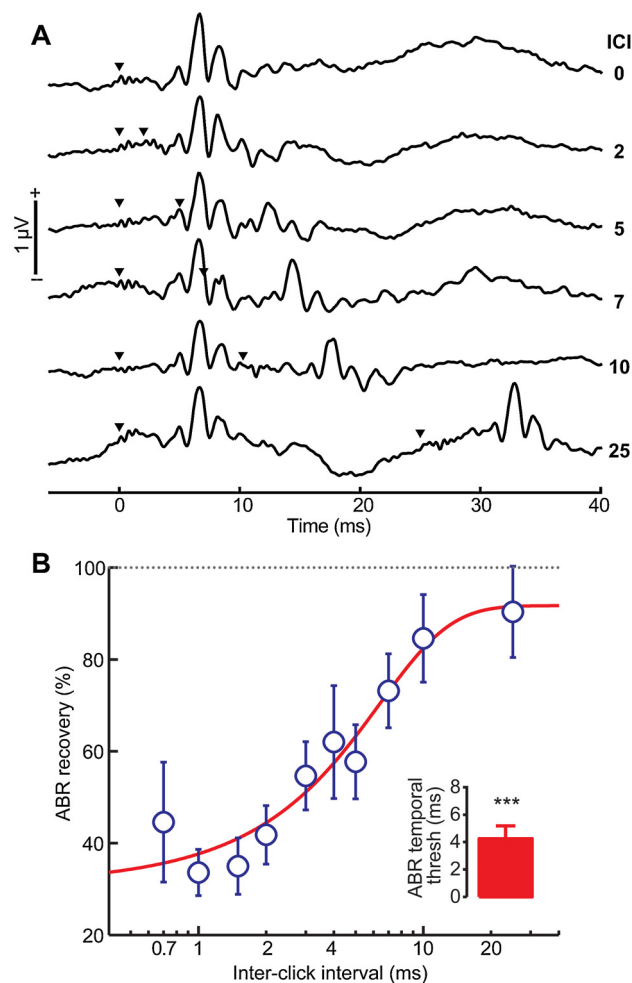 A
ICI
0
2
5
7
10
25
+
1 µV
−
0 10 20 30 40
Time (ms)
B
100
80
60
40
20
ABR recovery (%)
0.7 1 2 4 10 20
Inter-click interval (ms)
ABR temporal
thresh (ms)
8
6
4
2
0
***